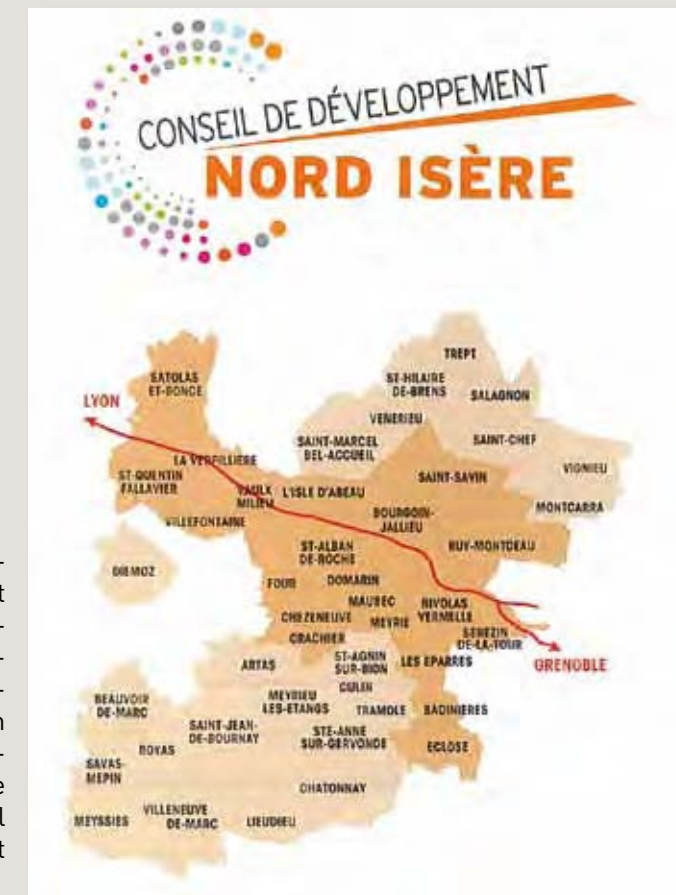 CONSEIL DE DÉVELOPPEMENT
NORD ISÈRE
TREPT
SATOLAS
ET-BONCE
ST-HILAIRE
DE-BRENS
SALAGNON
LYON
VENERIEU
SAINT-MARCEL
BEL-ACCUEIL
SAINT-CHEF
LA VERPILLIERE
VIGNIEU
ST-QUENTIN
FALLAVIER
SAINT-SAVIN
VAULX
MILIEU
L'ISLE D'ABEAU
MONTCARRA
BOURGOIN-
JALLIEU
VILLEFONTAINE
ST-ALBAN
DE-ROCHE
RUY-MONTCEAU
DIEMOZ
FOUR
DOMARIN
MAUBEC
NIVOLAS
VERMELLE
CHEZENEUVE
MEYRIE
CRACHIER
SEREZIN
DE-LA-TOUR
ARTAS
ST-AGNIN
SUR-BION
LES EPARRES
GRENOBLE
CULIN
BEAUVOIR
DE-MARC
MEYRIEU
LES-ETANGS
TRAMOLE
BADINIERES
SAINT-JEAN-
DE-BOURNAY
STE-ANNE
SUR-GERVONDE
ROYAS
ECLOSE
SAVAS-
MEPIN
CHATONNAY
VILLENEUVE
DE-MARC
MEYSSIES
LIEUDIEU
-
t
-
-
-
n
-
e
l
t